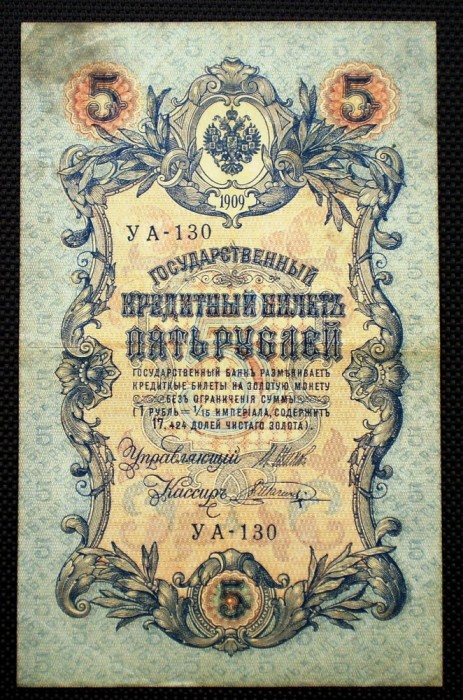 5 5
1909
УА-130
ГОСУДАРСТВЕННЫЙ
КРЕДИТНЫЙ БИЛЕТЪ
ПЯТЬ РУБЛЕЙ
ГОСУДАРСТВЕННЫЙ БАНКЪ РАЗМѢНИВАЕТЪ
КРЕДИТНЫЕ БИЛЕТЫ НА ЗОЛОТУЮ МОНЕТУ
БЕЗЪ ОГРАНИЧЕНІЯ СУММЫ
(1 РУБЛЬ = 1/15 ИМПЕРІАЛА, СОДЕРЖИТЪ
17,424 ДОЛЕЙ ЧИСТАГО ЗОЛОТА).
Управляющій
Кассиръ
УА-130
5